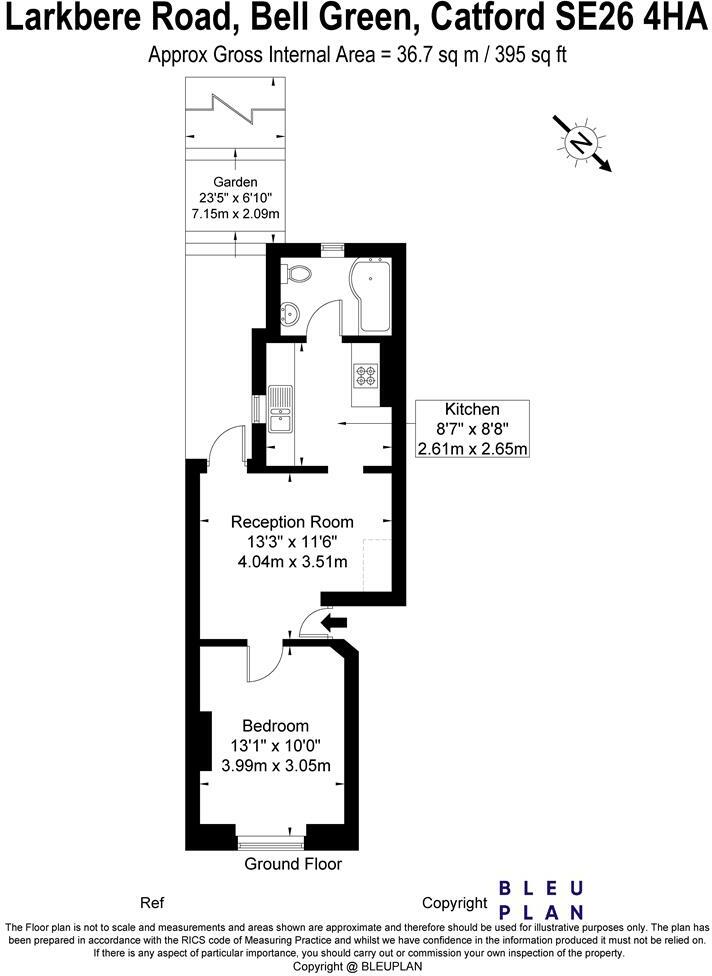 Larkbere Road, Bell Green, Catford SE26 4HA
Approx Gross Internal Area = 36.7 sq m / 395 sq ft
N
Garden
23'5" x 6'10"
7.15m x 2.09m
Kitchen
8'7" x 8'8"
2.61m x 2.65m
Reception Room
13'3" x 11'6"
4.04m x 3.51m
Bedroom
13'1" x 10'0"
3.99m x 3.05m
Ground Floor
Ref
Copyright
BLEU
PLAN
The Floor plan is not to scale and measurements and areas shown are approximate and therefore should be used for illustrative purposes only. The plan has
been prepared in accordance with the RICS code of Measuring Practice and whilst we have confidence in the information produced it must not be relied on.
If there is any aspect of particular importance, you should carry out or commission your own inspection of the property.
Copyright @ BLEUPLAN